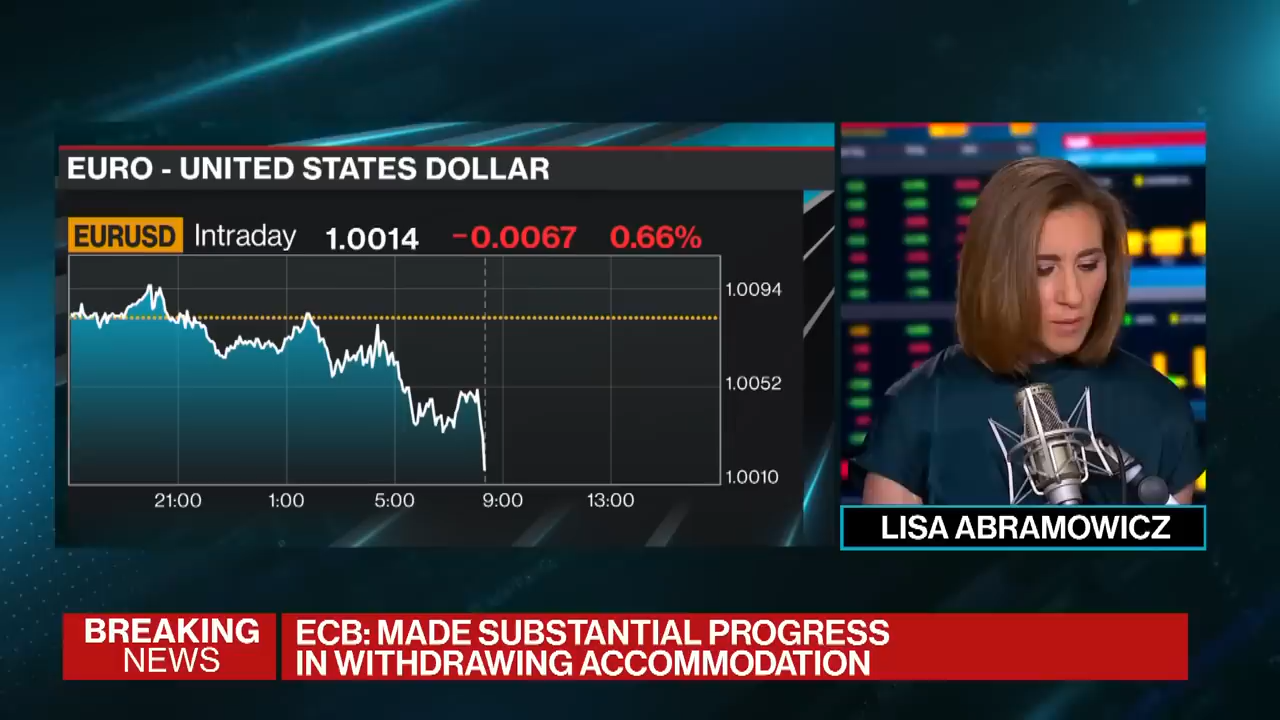 EURO - UNITED STATES DOLLAR
EURUSD Intraday 1.0014 -0.0067 0.66%
1.0094
1.0052
1.0010
21:00 1:00 5:00 9:00 13:00
LISA ABRAMOWICZ
BREAKING
NEWS
ECB: MADE SUBSTANTIAL PROGRESS
IN WITHDRAWING ACCOMMODATION